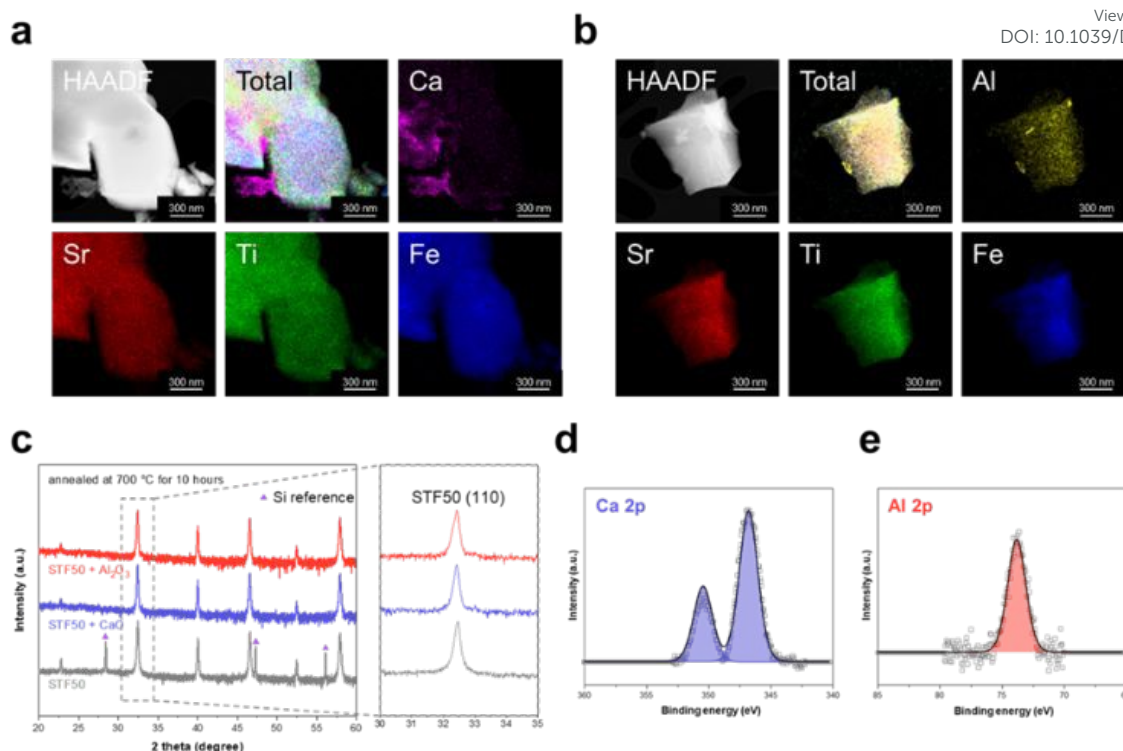 View
DOI: 10.1039/D
a
HAADF
Total
Ca
300 nm
300 nm
300 nm
Sr
Ti
Fe
300 nm
300 nm
300 nm
b
HAADF
Total
Al
300 nm
300 nm
300 nm
Sr
Ti
Fe
300 nm
300 nm
300 nm
c
annealed at 700 °C for 10 hours
Si reference
STF50 + Al₂O₃
STF50 + CaO
STF50
Intensity (a.u.)
20 25 30 35 40 45 50 55 60
2 theta (degree)
STF50 (110)
30 31 32 33 34 35
d
Ca 2p
Intensity (a.u.)
360 355 350 345 340
Binding energy (eV)
e
Al 2p
Intensity (a.u.)
85 80 75 70 65
Binding energy (eV)